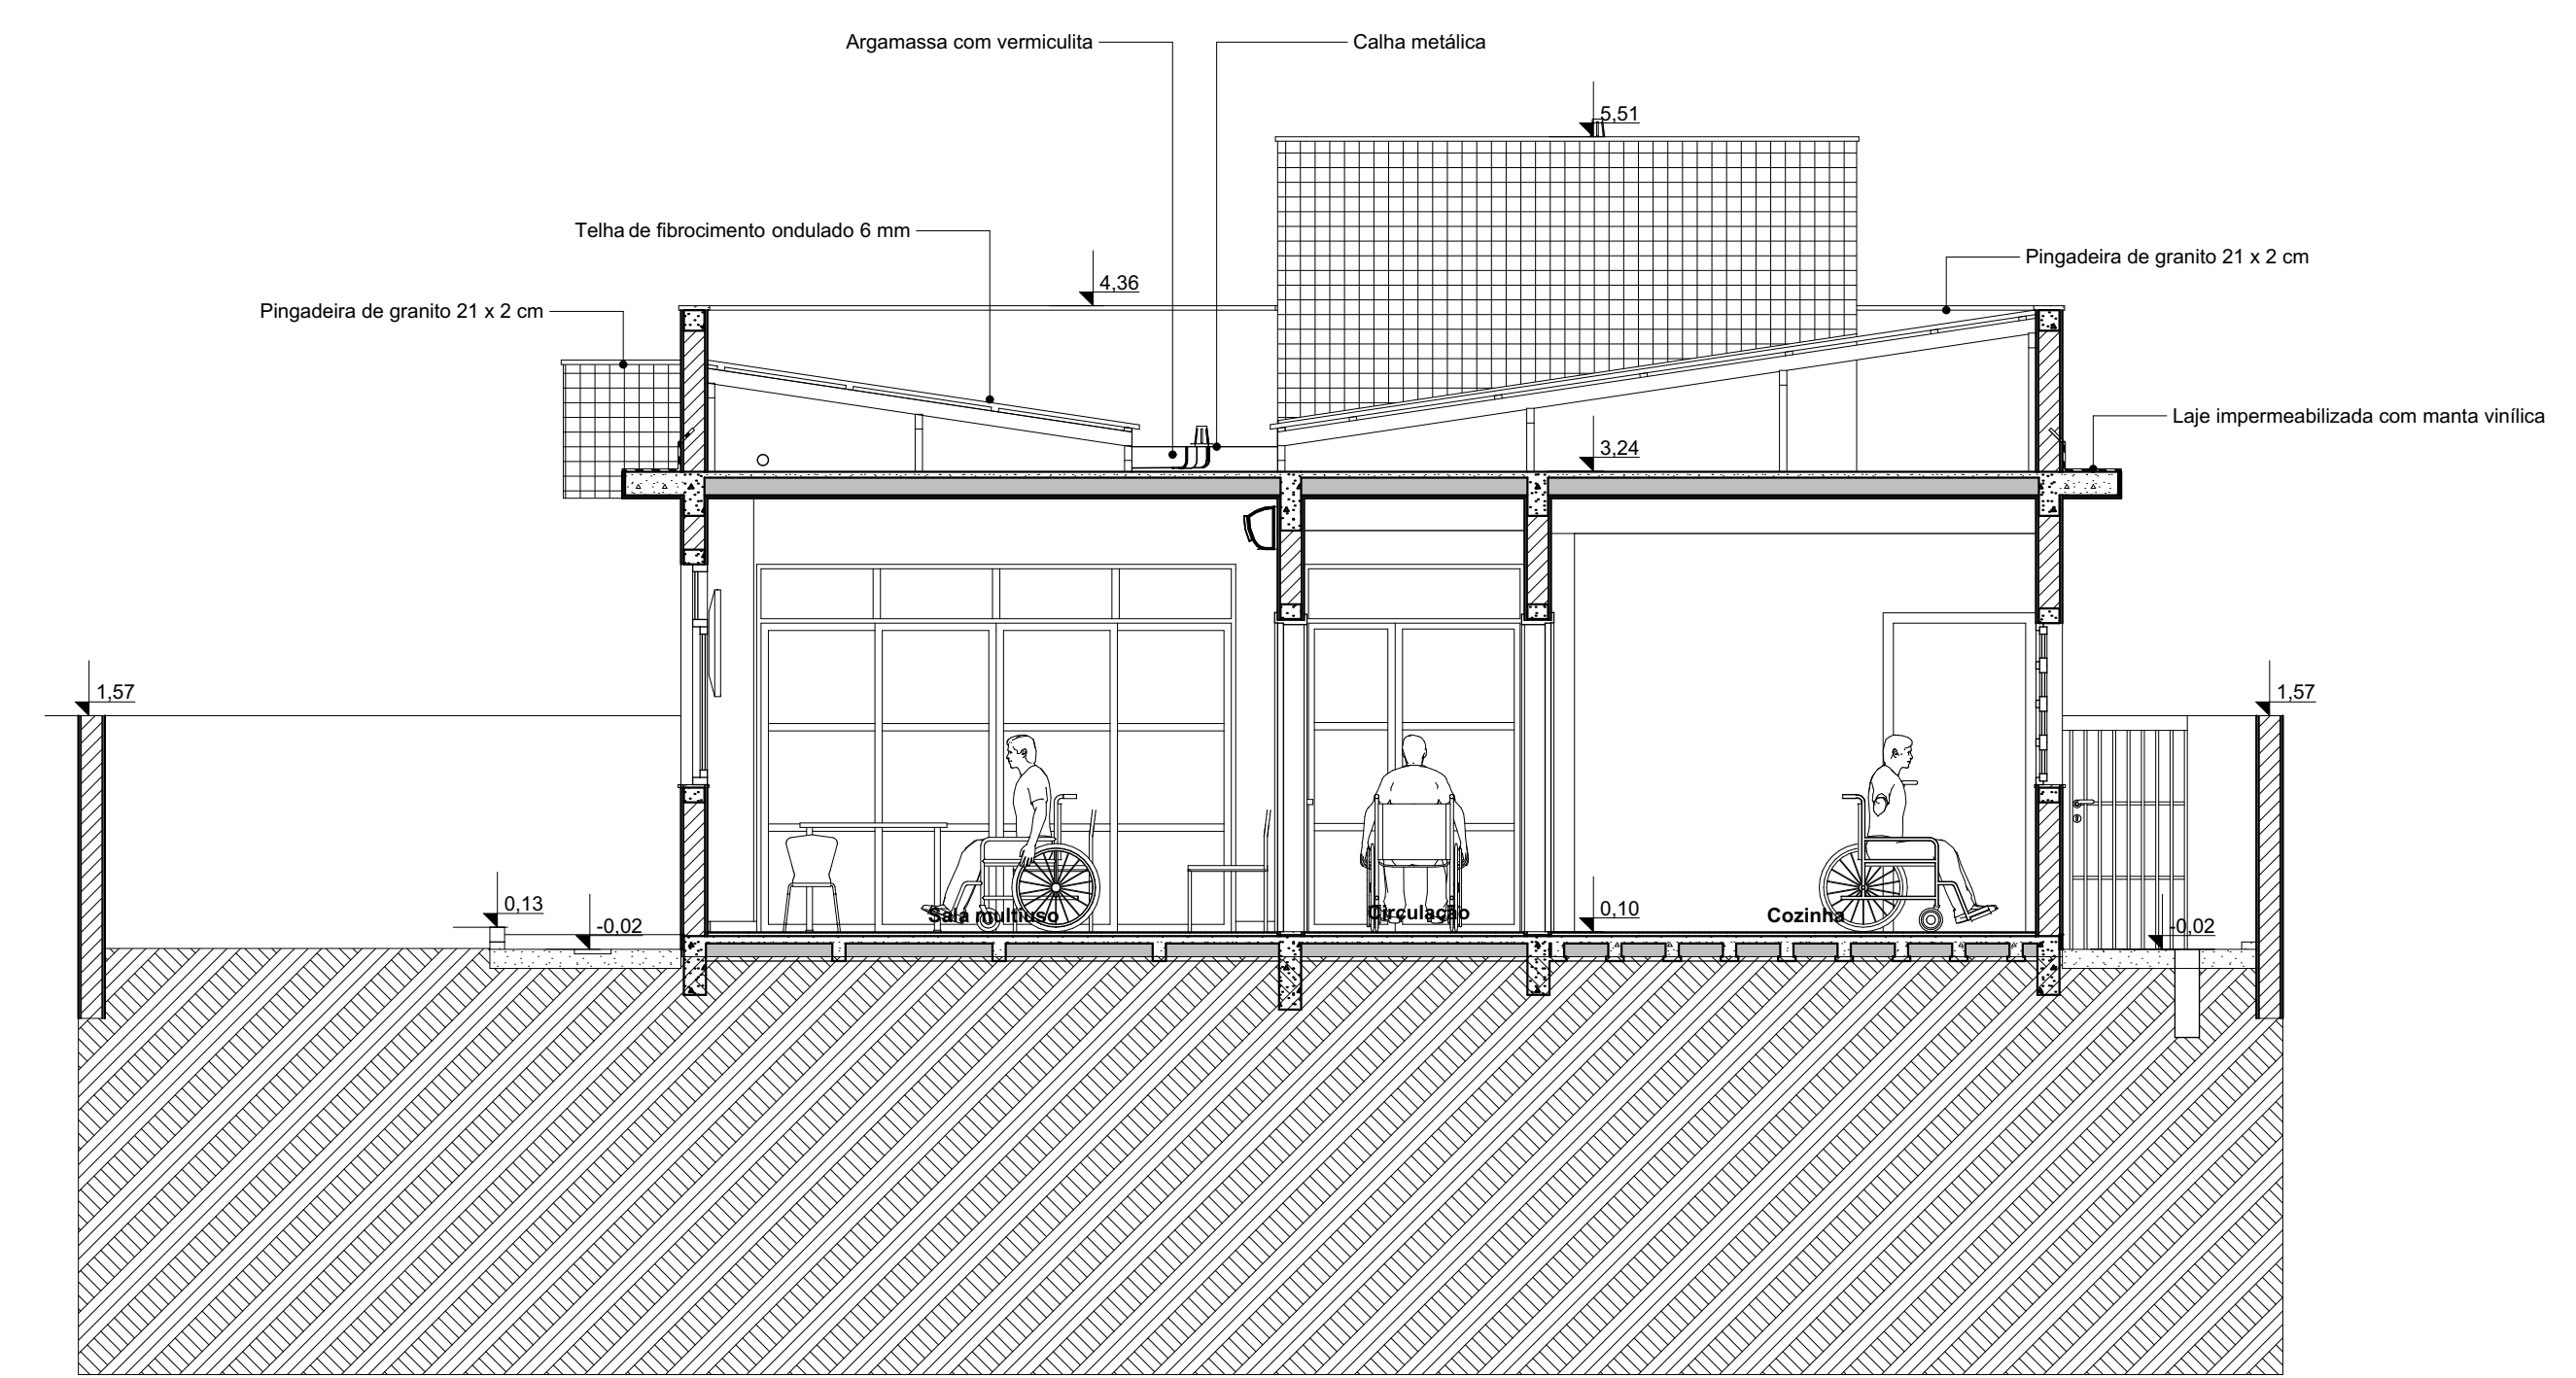 Argamassa com vermiculita
Calha metálica
5,51
Telha de fibrocimento ondulado 6 mm
Pingadeira de granito 21 x 2 cm
4,36
Pingadeira de granito 21 x 2 cm
Laje impermeabilizada com manta vinílica
3,24
1,57
1,57
0,13
-0,02
Sala multiuso
Circulação
0,10
Cozinha
-0,02